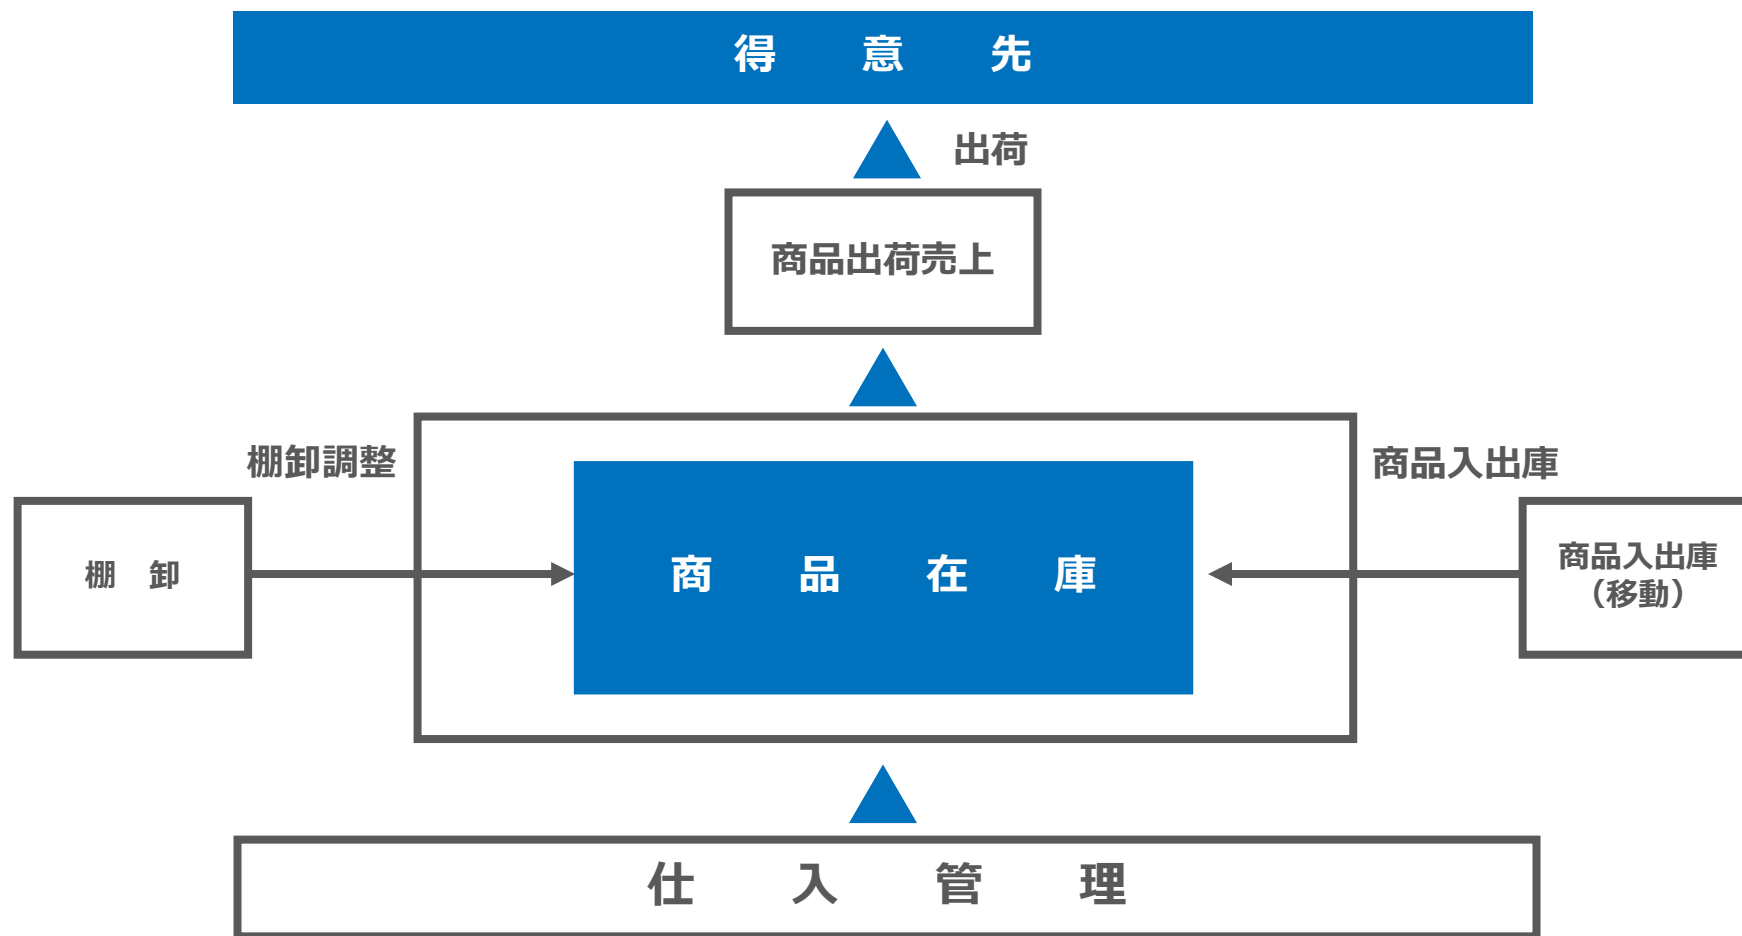 得　意　先
出荷
商品出荷売上
棚卸調整
商品入出庫
棚　卸
商　品　在　庫
商品入出庫
（移動）
仕　入　管　理